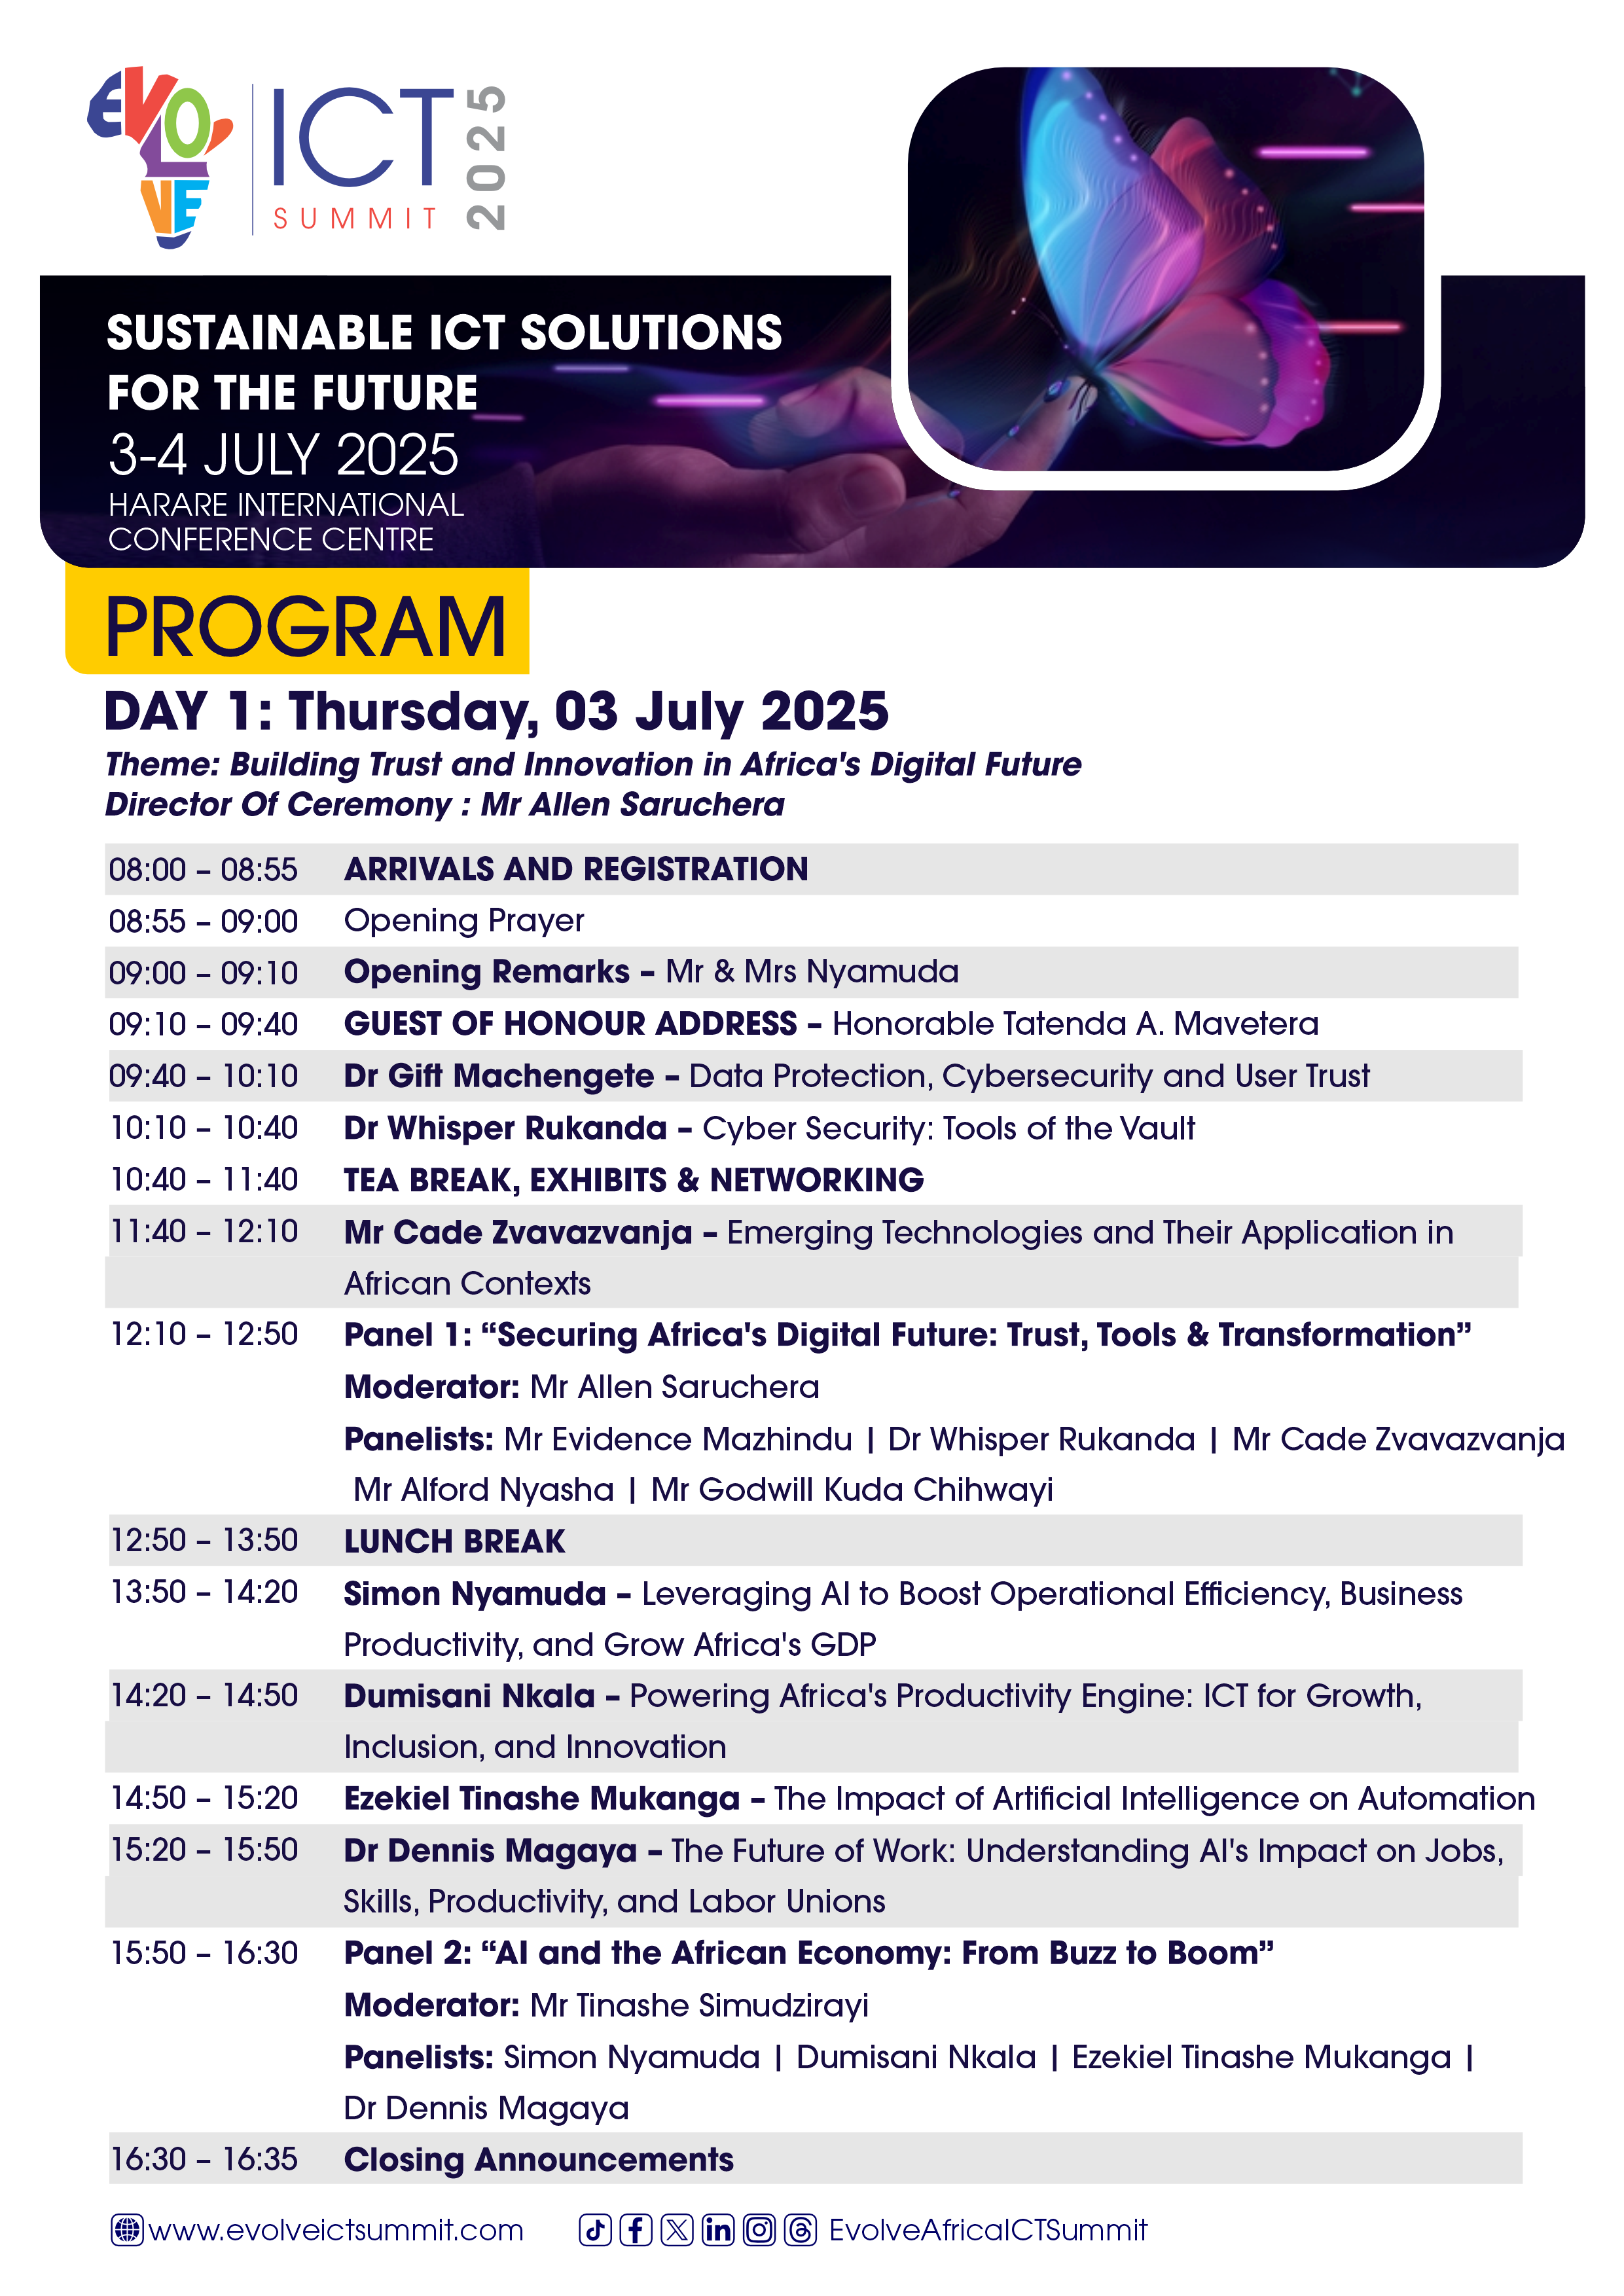 EVOLVE
ICT
SUMMIT
2025
SUSTAINABLE ICT SOLUTIONS
FOR THE FUTURE
3-4 JULY 2025
HARARE INTERNATIONAL
CONFERENCE CENTRE
PROGRAM
DAY 1: Thursday, 03 July 2025
Theme: Building Trust and Innovation in Africa's Digital Future
Director Of Ceremony : Mr Allen Saruchera
08:00 – 08:55 ARRIVALS AND REGISTRATION
08:55 – 09:00 Opening Prayer
09:00 – 09:10 Opening Remarks – Mr & Mrs Nyamuda
09:10 – 09:40 GUEST OF HONOUR ADDRESS – Honorable Tatenda A. Mavetera
09:40 – 10:10 Dr Gift Machengete – Data Protection, Cybersecurity and User Trust
10:10 – 10:40 Dr Whisper Rukanda – Cyber Security: Tools of the Vault
10:40 – 11:40 TEA BREAK, EXHIBITS & NETWORKING
11:40 – 12:10 Mr Cade Zvavazvanja – Emerging Technologies and Their Application in
African Contexts
12:10 – 12:50 Panel 1: “Securing Africa's Digital Future: Trust, Tools & Transformation”
Moderator: Mr Allen Saruchera
Panelists: Mr Evidence Mazhindu | Dr Whisper Rukanda | Mr Cade Zvavazvanja
Mr Alford Nyasha | Mr Godwill Kuda Chihwayi
12:50 – 13:50 LUNCH BREAK
13:50 – 14:20 Simon Nyamuda – Leveraging AI to Boost Operational Efficiency, Business
Productivity, and Grow Africa's GDP
14:20 – 14:50 Dumisani Nkala – Powering Africa's Productivity Engine: ICT for Growth,
Inclusion, and Innovation
14:50 – 15:20 Ezekiel Tinashe Mukanga – The Impact of Artificial Intelligence on Automation
15:20 – 15:50 Dr Dennis Magaya – The Future of Work: Understanding AI's Impact on Jobs,
Skills, Productivity, and Labor Unions
15:50 – 16:30 Panel 2: “AI and the African Economy: From Buzz to Boom”
Moderator: Mr Tinashe Simudzirayi
Panelists: Simon Nyamuda | Dumisani Nkala | Ezekiel Tinashe Mukanga |
Dr Dennis Magaya
16:30 – 16:35 Closing Announcements
www.evolveictsummit.com EvolveAfricaICTSummit